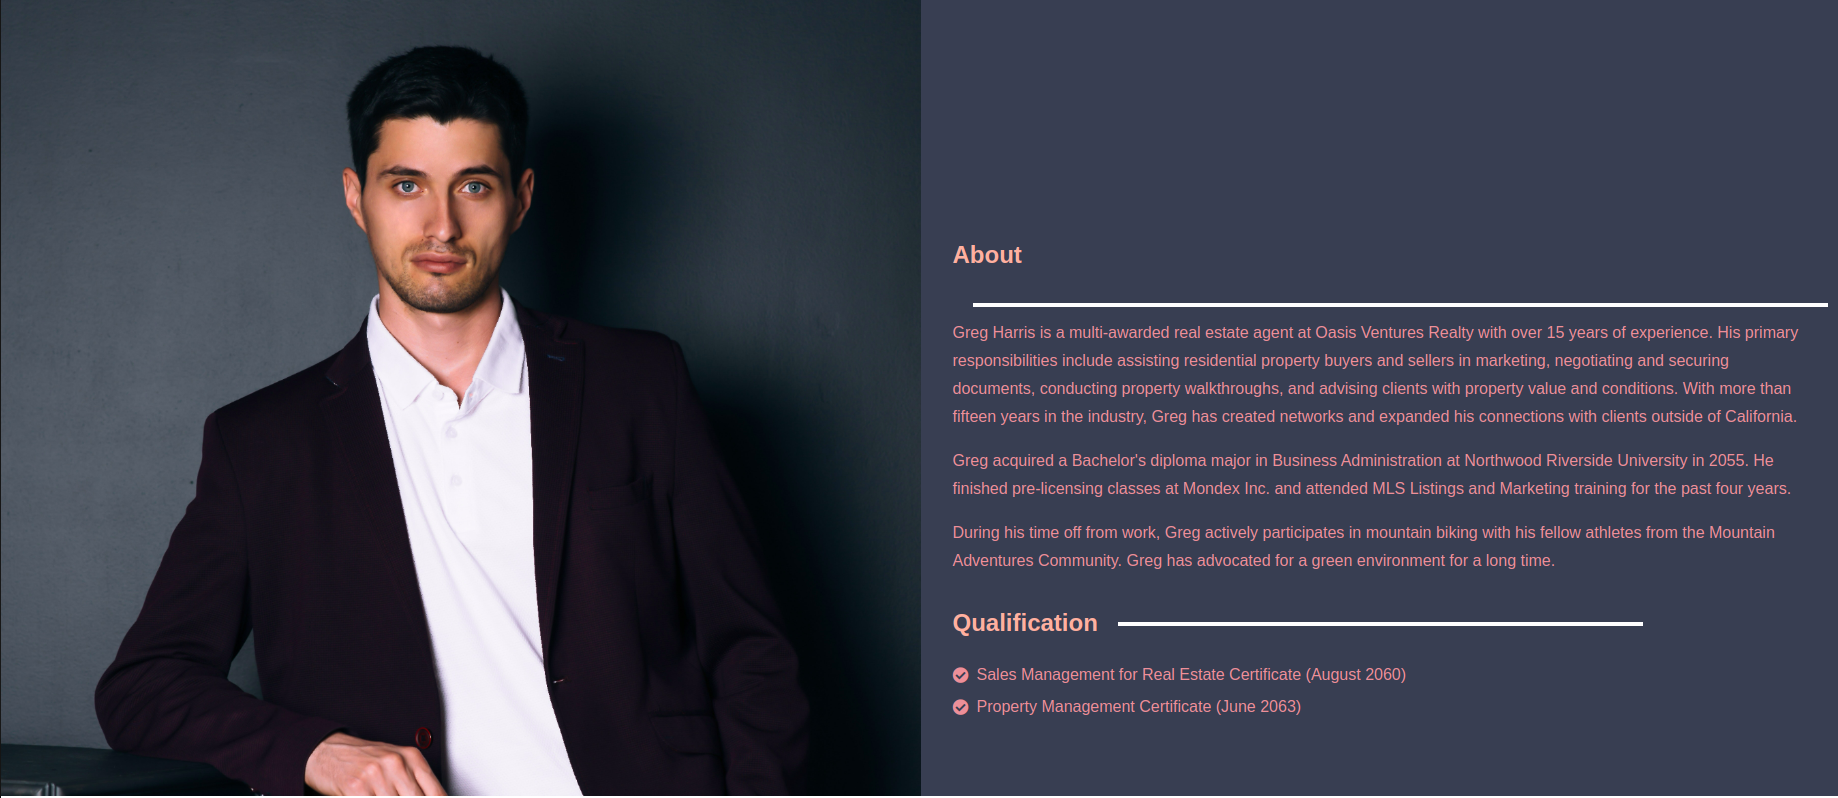 About
Greg Harris is a multi-awarded real estate agent at Oasis Ventures Realty with over 15 years of experience. His primary
responsibilities include assisting residential property buyers and sellers in marketing, negotiating and securing
documents, conducting property walkthroughs, and advising clients with property value and conditions. With more than
fifteen years in the industry, Greg has created networks and expanded his connections with clients outside of California.
Greg acquired a Bachelor's diploma major in Business Administration at Northwood Riverside University in 2055. He
finished pre-licensing classes at Mondex Inc. and attended MLS Listings and Marketing training for the past four years.
During his time off from work, Greg actively participates in mountain biking with his fellow athletes from the Mountain
Adventures Community. Greg has advocated for a green environment for a long time.
Qualification
Sales Management for Real Estate Certificate (August 2060)
Property Management Certificate (June 2063)